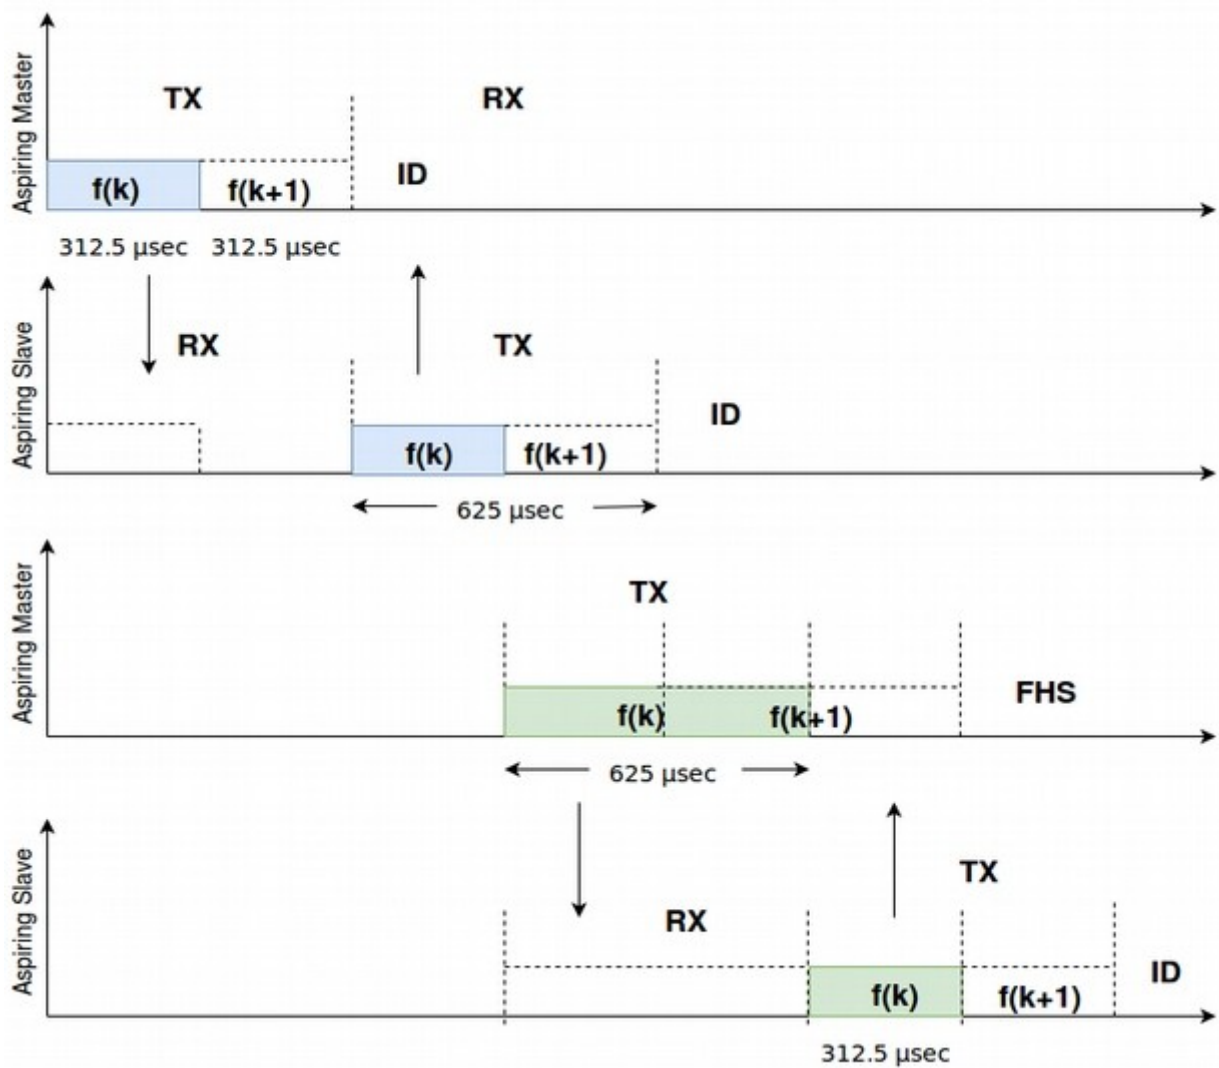 Aspiring Master
TX RX
ID
f(k) f(k+1)
312.5 μsec 312.5 μsec
Aspiring Slave
RX TX
ID
f(k) f(k+1)
625 μsec
Aspiring Master
TX
FHS
f(k) f(k+1)
625 μsec
Aspiring Slave
TX
RX
ID
f(k) f(k+1)
312.5 μsec